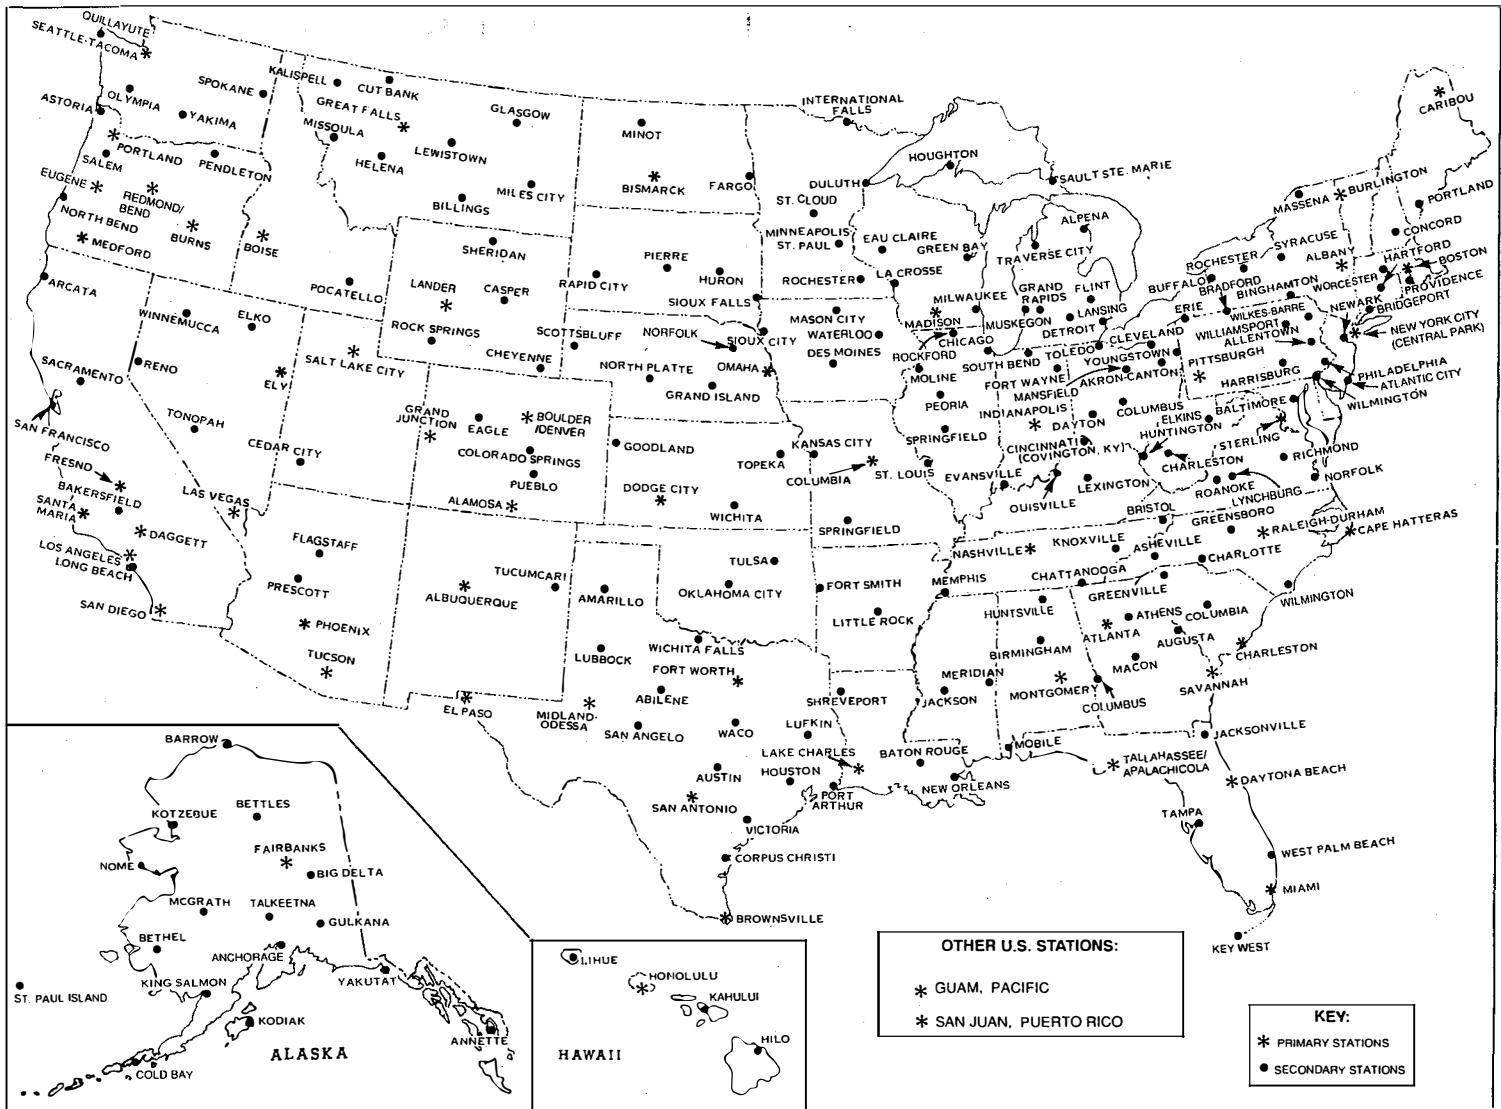 QUILLAYUTE
SEATTLE-TACOMA
OLYMPIA
SPOKANE
ASTORIA
YAKIMA
PORTLAND
SALEM
PENDLETON
EUGENE
REDMOND/
BEND
NORTH BEND
BURNS
MEDFORD
BOISE
POCATELLO
KALISPELL
CUT BANK
GREAT FALLS
GLASGOW
MISSOULA
HELENA
LEWISTOWN
MILES CITY
BILLINGS
SHERIDAN
LANDER
CASPER
ROCK SPRINGS
CHEYENNE
MINOT
BISMARCK
FARGO
PIERRE
HURON
RAPID CITY
SIOUX FALLS
SCOTTSBLUFF
NORFOLK
SIOUX CITY
NORTH PLATTE
OMAHA
GRAND ISLAND
INTERNATIONAL
FALLS
DULUTH
ST. CLOUD
MINNEAPOLIS
ST. PAUL
ROCHESTER
HOUGHTON
SAULT STE. MARIE
EAU CLAIRE
GREEN BAY
LA CROSSE
MILWAUKEE
MADISON
MASON CITY
WATERLOO
DES MOINES
ALPENA
TRAVERSE CITY
GRAND
RAPIDS
FLINT
LANSING
MUSKEGON
DETROIT
ROCKFORD
CHICAGO
MOLINE
PEORIA
SPRINGFIELD
SOUTH BEND
FORT WAYNE
INDIANAPOLIS
EVANSVILLE
TOLEDO
CLEVELAND
YOUNGSTOWN
AKRON-CANTON
MANSFIELD
COLUMBUS
DAYTON
CINCINNATI
(COVINGTON, KY)
CARIBOU
BURLINGTON
MASSENA
PORTLAND
CONCORD
SYRACUSE
ROCHESTER
ALBANY
HARTFORD
BOSTON
BUFFALO
BRADFORD
BINGHAMTON
WORCESTER
PROVIDENCE
ERIE
WILKES-BARRE
WILLIAMSPORT
NEWARK
BRIDGEPORT
ALLENTOWN
NEW YORK CITY
(CENTRAL PARK)
PITTSBURGH
HARRISBURG
PHILADELPHIA
ATLANTIC CITY
WILMINGTON
ELKINS
BALTIMORE
HUNTINGTON
STERLING
CHARLESTON
RICHMOND
ROANOKE
LYNCHBURG
NORFOLK
LEXINGTON
OUISVILLE
BRISTOL
GREENSBORO
RALEIGH-DURHAM
CAPE HATTERAS
NASHVILLE
KNOXVILLE
ASHEVILLE
CHARLOTTE
MEMPHIS
CHATTANOOGA
GREENVILLE
WILMINGTON
HUNTSVILLE
ATHENS
COLUMBIA
ATLANTA
AUGUSTA
BIRMINGHAM
MACON
CHARLESTON
MERIDIAN
MONTGOMERY
SAVANNAH
JACKSON
COLUMBUS
MOBILE
JACKSONVILLE
TALLAHASSEE/
APALACHICOLA
DAYTONA BEACH
TAMPA
WEST PALM BEACH
MIAMI
KEY WEST
ARCATA
WINNEMUCCA
ELKO
RENO
ELY
SACRAMENTO
SAN FRANCISCO
TONOPAH
FRESND
BAKERSFIELD
SANTA
MARIA
LAS VEGAS
DAGGETT
LOS ANGELES
LONG BEACH
SAN DIEGO
SALT LAKE CITY
CEDAR CITY
GRAND
JUNCTION
EAGLE
BOULDER
/DENVER
COLORADO SPRINGS
PUEBLO
ALAMOSA
FLAGSTAFF
PRESCOTT
PHOENIX
TUCSON
ALBUQUERQUE
TUCUMCARI
GOODLAND
TOPEKA
DODGE CITY
WICHITA
KANSAS CITY
COLUMBIA
ST. LOUIS
SPRINGFIELD
TULSA
OKLAHOMA CITY
FORT SMITH
LITTLE ROCK
AMARILLO
LUBBOCK
WICHITA FALLS
FORT WORTH
ABILENE
EL PASO
MIDLAND-
ODESSA
SAN ANGELO
WACO
LUFKIN
SHREVEPORT
LAKE CHARLES
BATON ROUGE
NEW ORLEANS
AUSTIN
HOUSTON
PORT
ARTHUR
SAN ANTONIO
VICTORIA
CORPUS CHRISTI
BROWNSVILLE
BARROW
KOTZEBUE
BETTLES
NOME
FAIRBANKS
BIG DELTA
MCGRATH
TALKEETNA
GULKANA
BETHEL
ANCHORAGE
KING SALMON
YAKUTAT
ST. PAUL ISLAND
KODIAK
ANNETTE
COLD BAY
ALASKA
LIHUE
HONOLULU
KAHULUI
HILO
HAWAII
OTHER U.S. STATIONS:
* GUAM, PACIFIC
* SAN JUAN, PUERTO RICO
KEY:
* PRIMARY STATIONS
● SECONDARY STATIONS